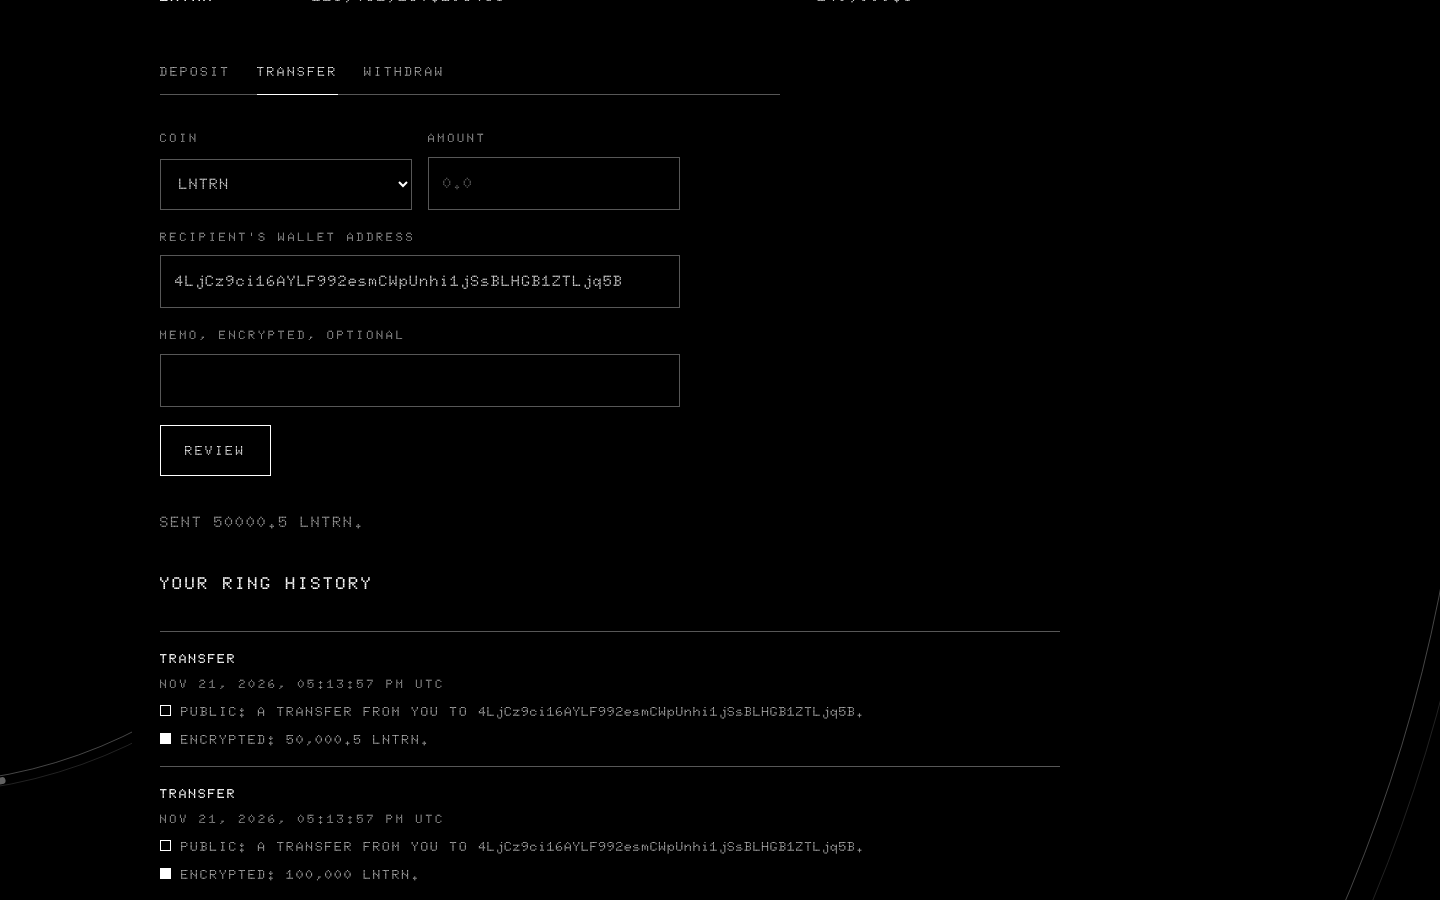 DEPOSIT TRANSFER WITHDRAW
COIN AMOUNT
LNTRN 0.0
RECIPIENT'S WALLET ADDRESS
4LjCz9ci16AYLF992esmCWpUnhi1jSsBLHGB1ZTLjq5B
MEMO, ENCRYPTED, OPTIONAL
REVIEW
SENT 50000.5 LNTRN.
YOUR RING HISTORY
TRANSFER
NOV 21, 2026, 05:13:57 PM UTC
PUBLIC: A TRANSFER FROM YOU TO 4LjCz9ci16AYLF992esmCWpUnhi1jSsBLHGB1ZTLjq5B.
ENCRYPTED: 50,000.5 LNTRN.
TRANSFER
NOV 21, 2026, 05:13:57 PM UTC
PUBLIC: A TRANSFER FROM YOU TO 4LjCz9ci16AYLF992esmCWpUnhi1jSsBLHGB1ZTLjq5B.
ENCRYPTED: 100,000 LNTRN.